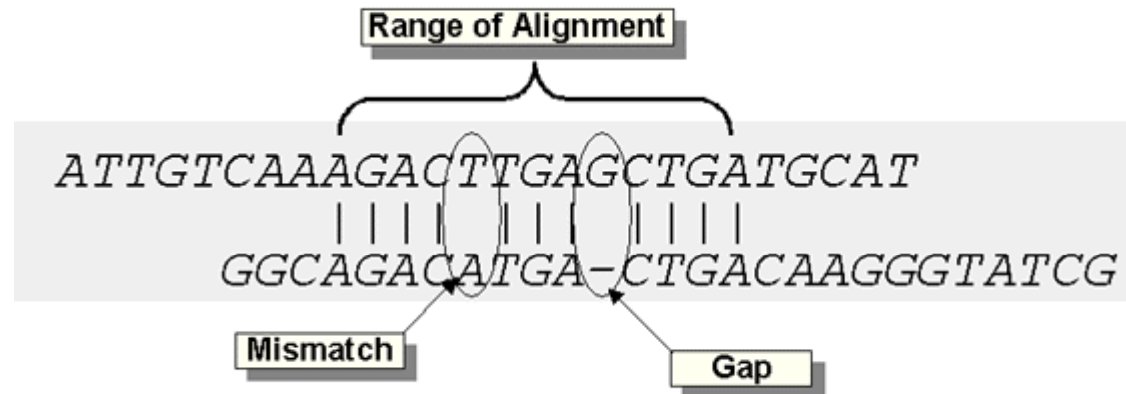 Range of Alignment
ATTGTCAAAGACTTGAGCTGATGCAT
GGCAGACATGA-CTGACAAGGGTATCG
Mismatch
Gap